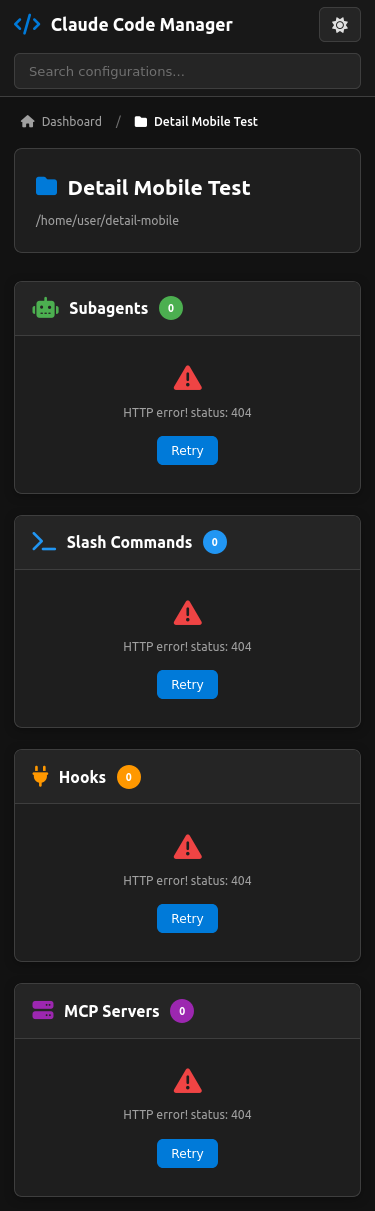 Claude Code Manager
Search configurations...
Dashboard / Detail Mobile Test
Detail Mobile Test
/home/user/detail-mobile
Subagents 0
HTTP error! status: 404
Retry
Slash Commands 0
HTTP error! status: 404
Retry
Hooks 0
HTTP error! status: 404
Retry
MCP Servers 0
HTTP error! status: 404
Retry